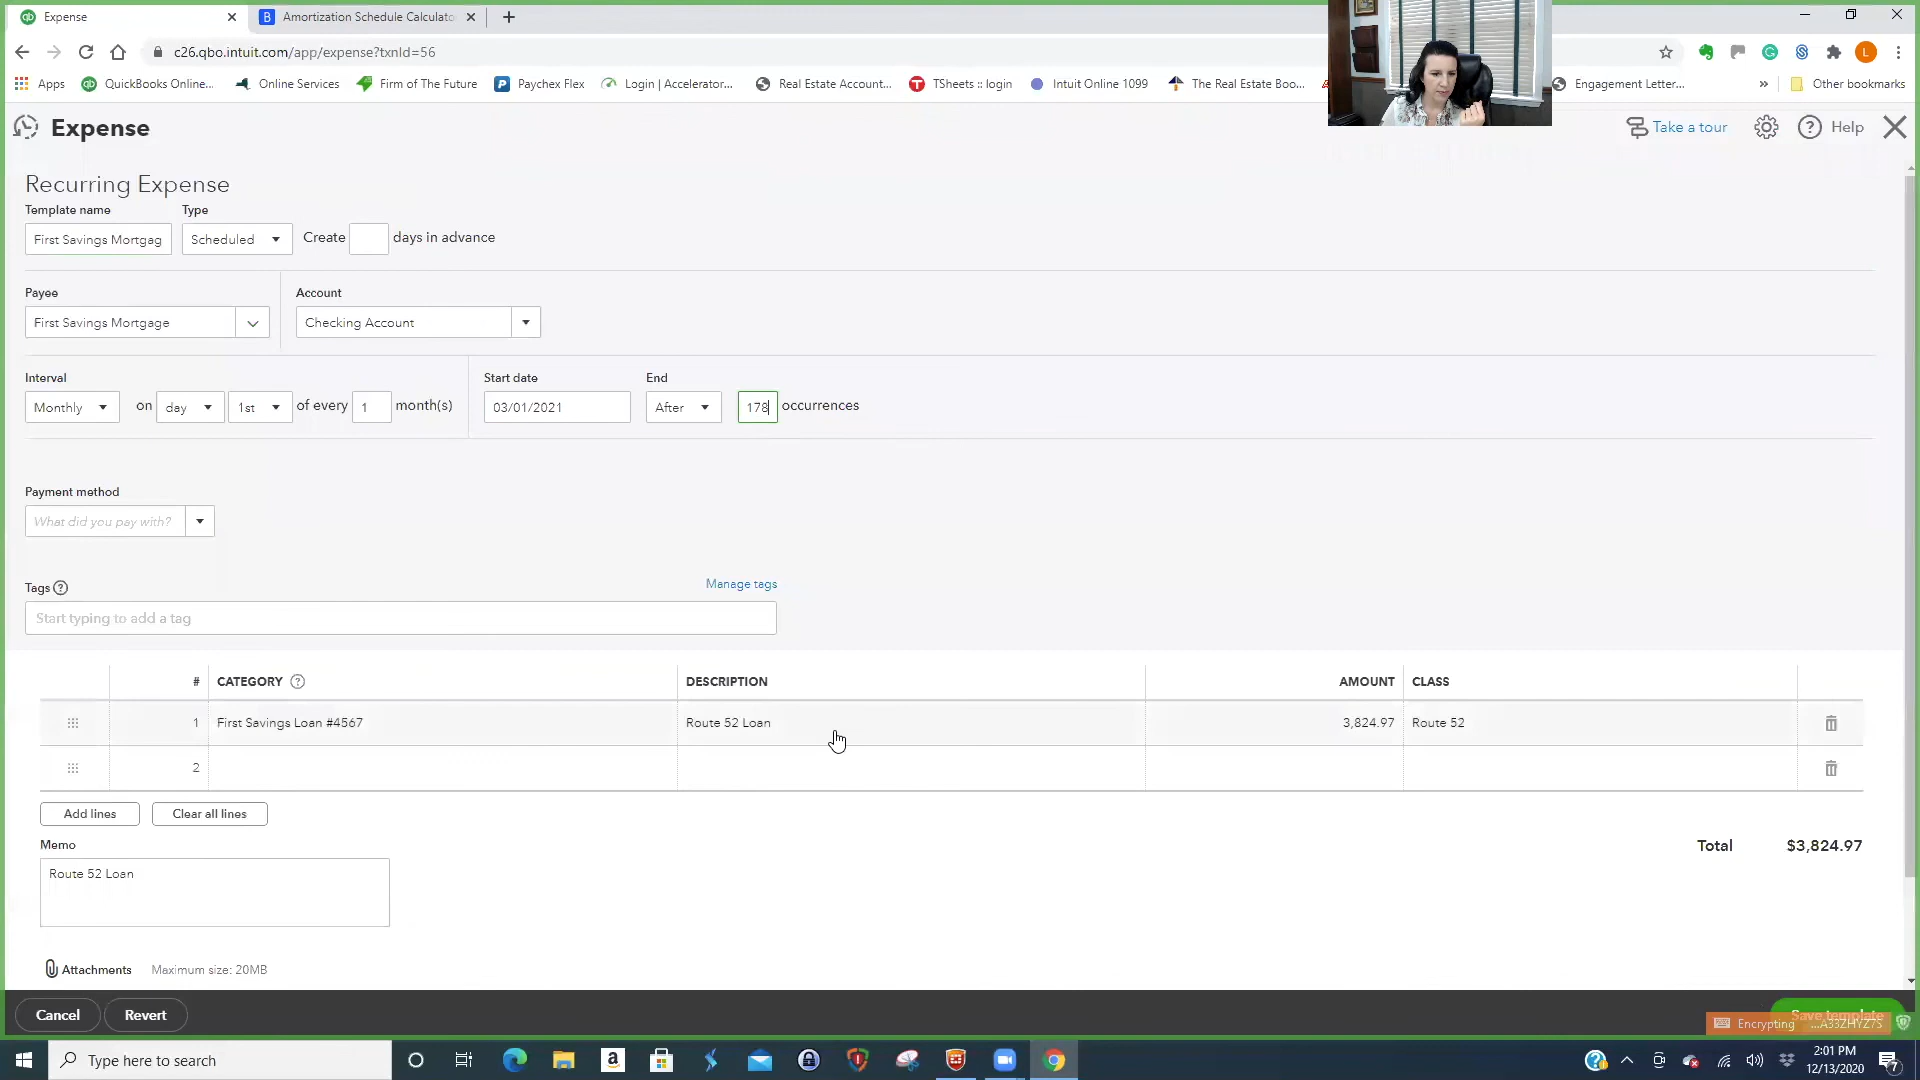 Expense
Amortization Schedule Calculato
c26.qbo.intuit.com/app/expense?txnId=56
L
Apps
QuickBooks Online...
Online Services
Firm of The Future
Paychex Flex
Login | Accelerator...
Real Estate Account...
TSheets :: login
Intuit Online 1099
The Real Estate Boo...
Engagement Letter...
»
Other bookmarks
Expense
Take a tour
Help
Recurring Expense
Template name
Type
First Savings Mortgag
Scheduled
Create
days in advance
Payee
Account
First Savings Mortgage
Checking Account
Interval
Start date
End
Monthly
on
day
1st
of every
1
month(s)
03/01/2021
After
178
occurrences
Payment method
What did you pay with?
Tags
Manage tags
Start typing to add a tag
# CATEGORY DESCRIPTION AMOUNT CLASS
1 First Savings Loan #4567 Route 52 Loan 3,824.97 Route 52
2
Add lines
Clear all lines
Memo
Total $3,824.97
Route 52 Loan
Attachments Maximum size: 20MB
Cancel
Revert
Save template
Encrypting ...A33ZHYZ7S
Type here to search
2:01 PM
12/13/2020
7